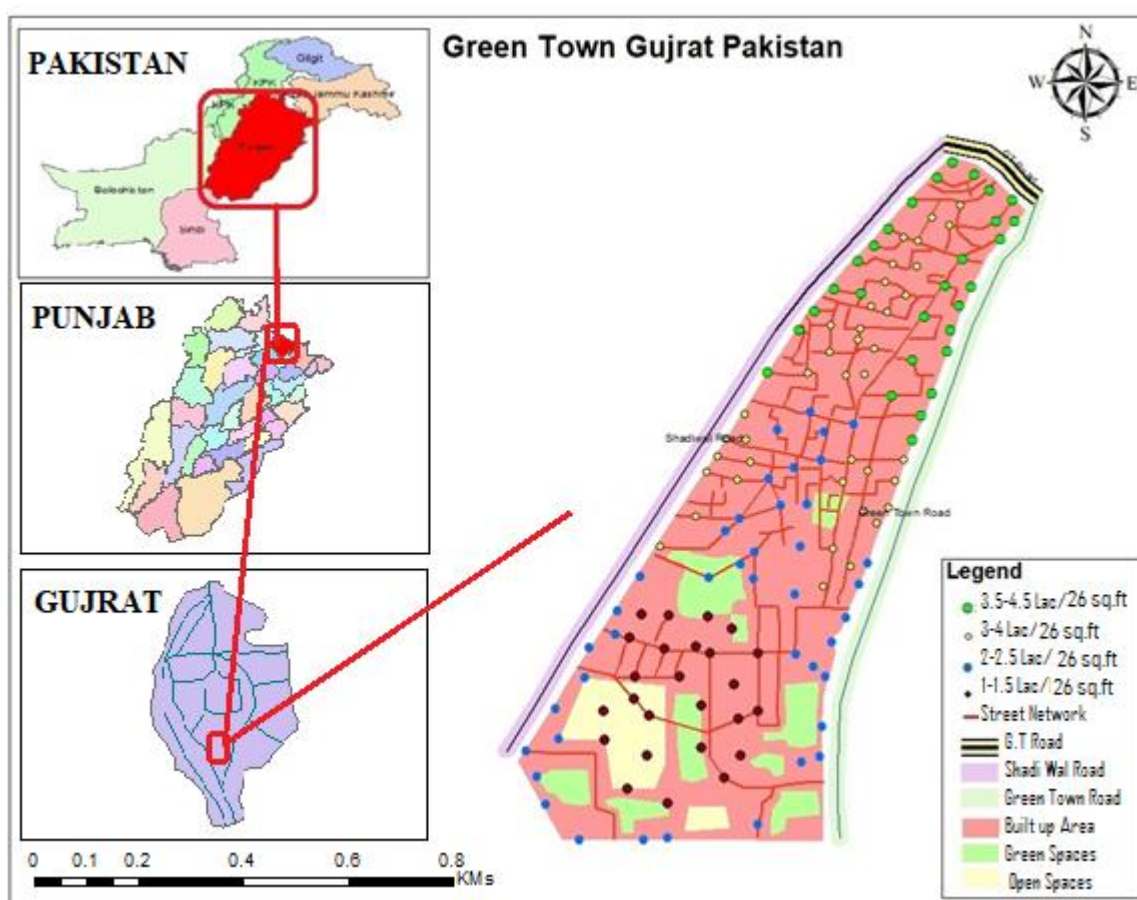 Green Town Gujrat Pakistan
N
W
E
S
PAKISTAN
Gilgit
KPK
KPK
Jammu Kashmir
Balochistan
Sindh
PUNJAB
GUJRAT
Shadiwal Road
Green Town Road
Legend
3.5-4.5 Lac/26 sq.ft
3-4 Lac/26 sq.ft
2-2.5 Lac/ 26 sq.ft
1-1.5 Lac/ 26 sq.ft
Street Network
G.T Road
Shadi Wal Road
Green Town Road
Built up Area
Green Spaces
Open Spaces
0 0.1 0.2 0.4 0.6 0.8
KMs